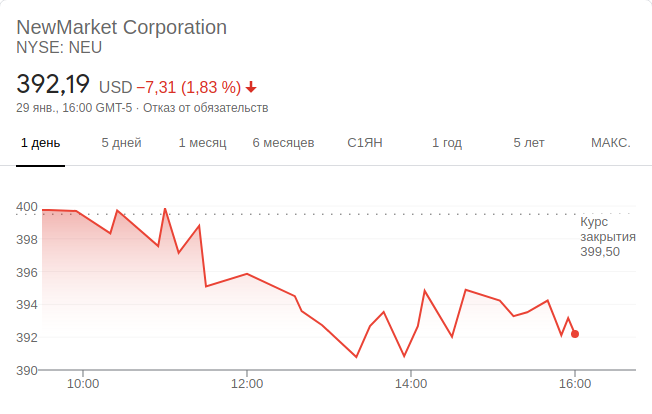 NewMarket Corporation
NYSE: NEU
392,19 USD −7,31 (1,83 %)
29 янв., 16:00 GMT-5 · Отказ от обязательств
1 день 5 дней 1 месяц 6 месяцев С1ЯН 1 год 5 лет МАКС.
400
Курс
закрытия
399,50
398
396
394
392
390
10:00 12:00 14:00 16:00